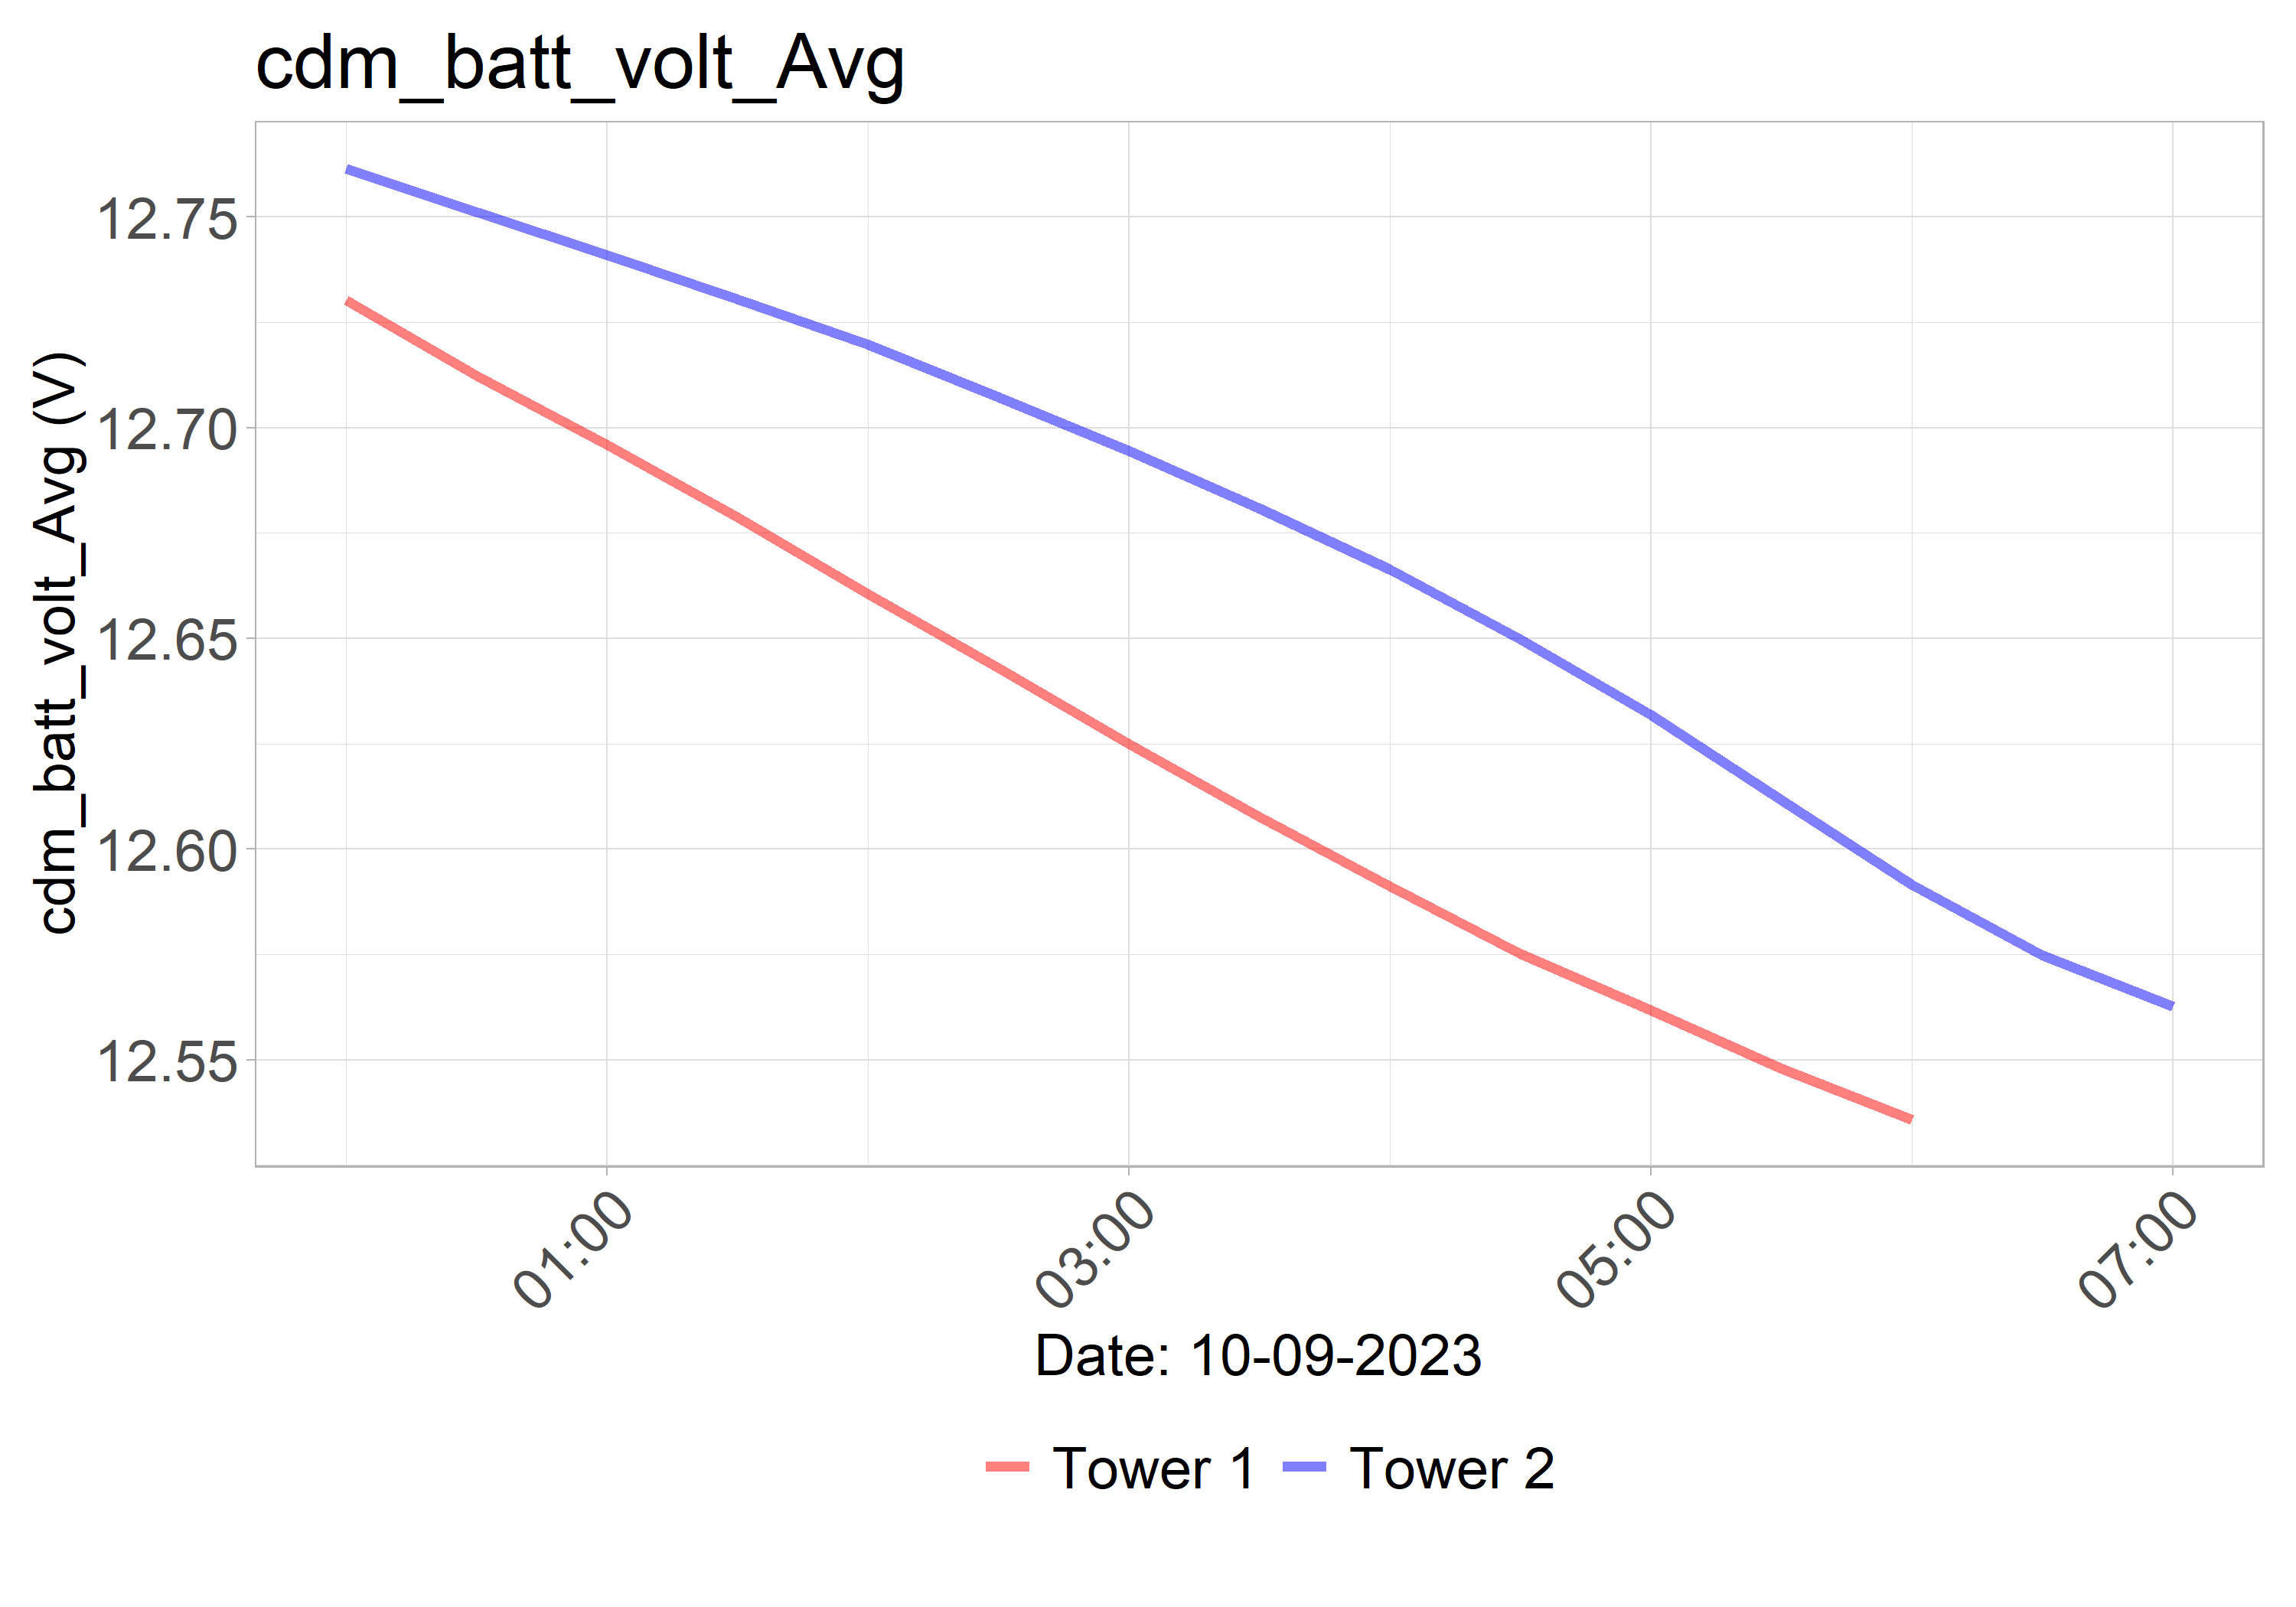 cdm_batt_volt_Avg
cdm_batt_volt_Avg (V)
12.75
12.70
12.65
12.60
12.55
01:00
03:00
05:00
07:00
Date: 10-09-2023
Tower 1
Tower 2